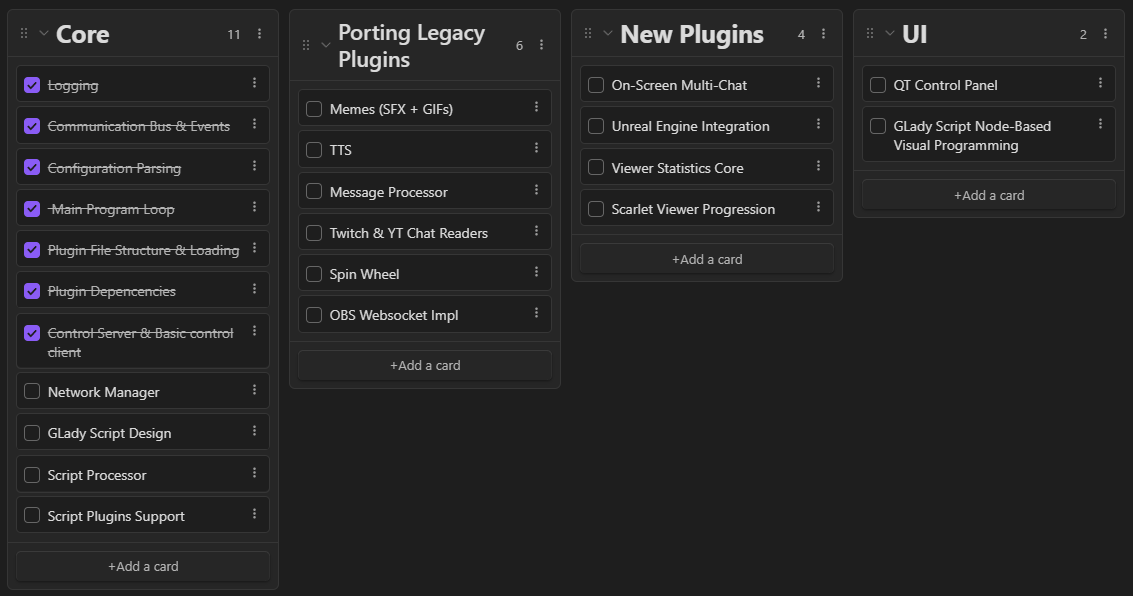 Core
11
Logging
Communication Bus & Events
Configuration Parsing
Main Program Loop
Plugin File Structure & Loading
Plugin Depencencies
Control Server & Basic control
client
Network Manager
GLady Script Design
Script Processor
Script Plugins Support
+Add a card
Porting Legacy
Plugins
6
Memes (SFX + GIFs)
TTS
Message Processor
Twitch & YT Chat Readers
Spin Wheel
OBS Websocket Impl
+Add a card
New Plugins
4
On-Screen Multi-Chat
Unreal Engine Integration
Viewer Statistics Core
Scarlet Viewer Progression
+Add a card
UI
2
QT Control Panel
GLady Script Node-Based
Visual Programming
+Add a card